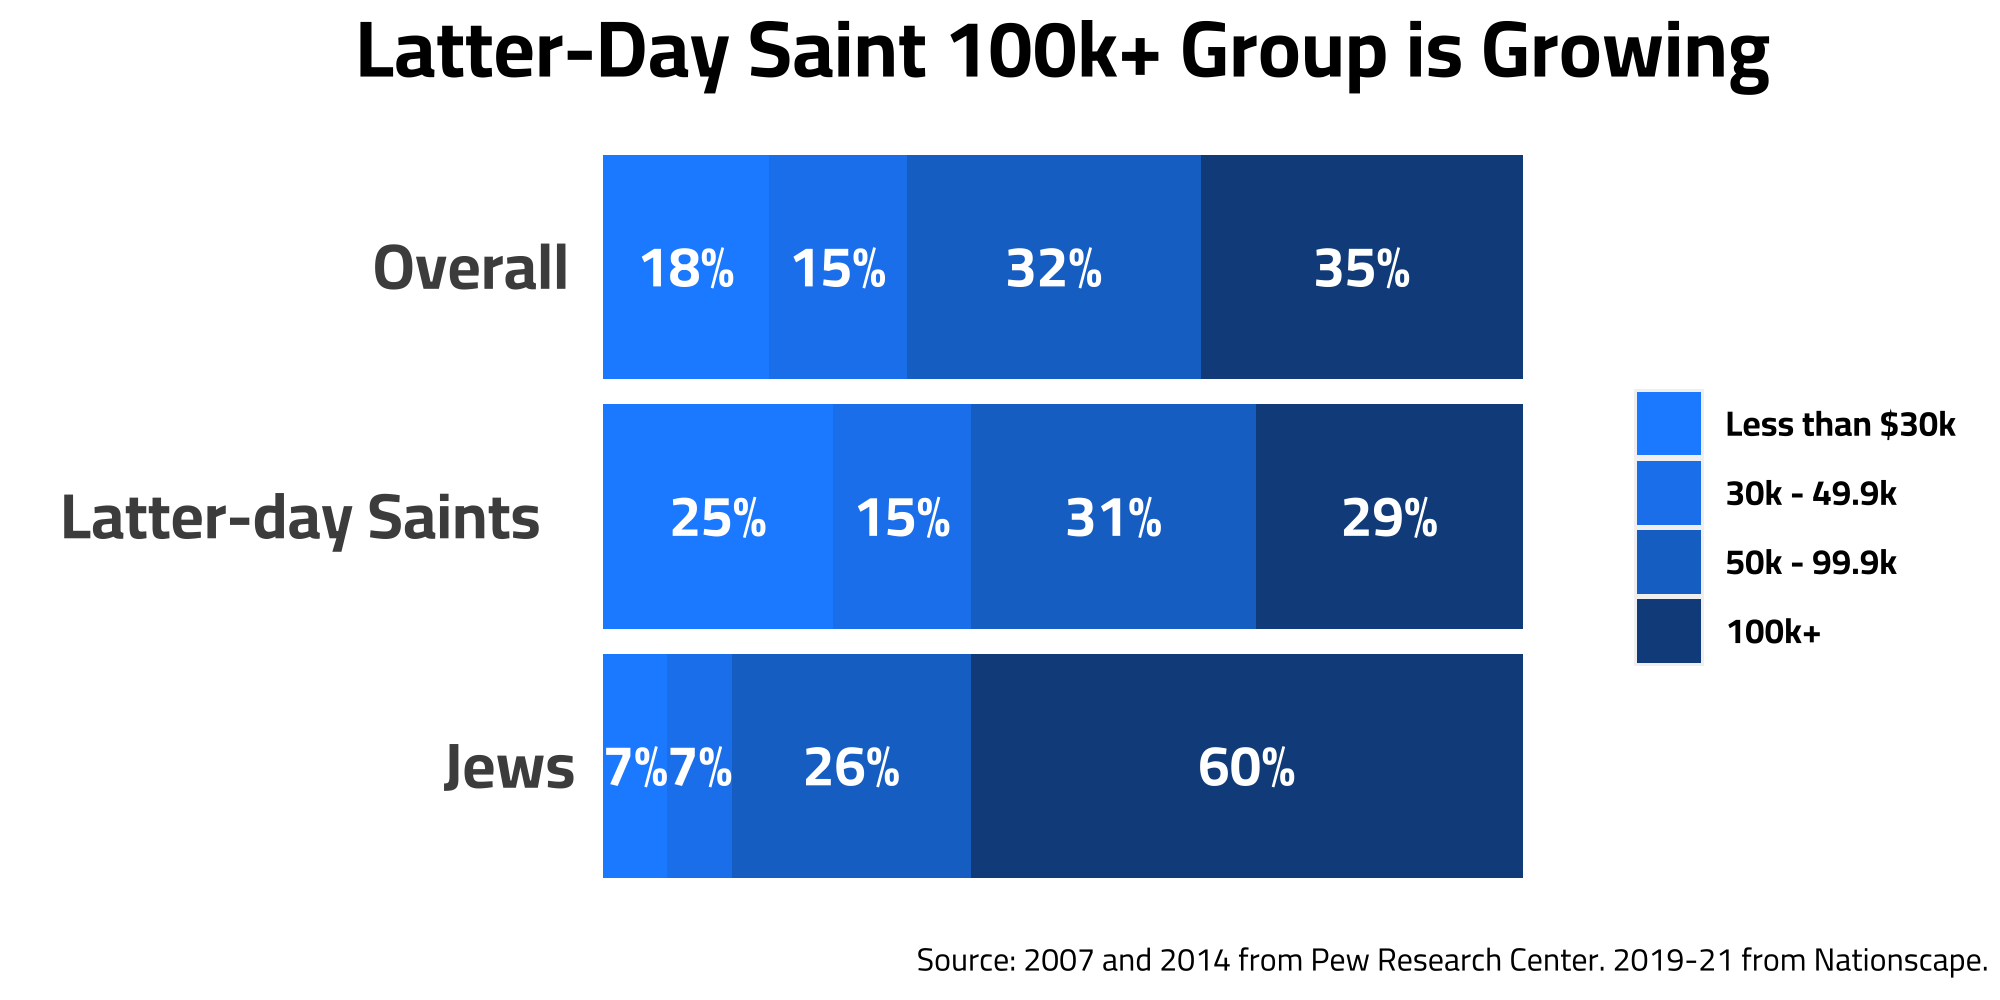 Latter-Day Saint 100k+ Group is Growing
Overall
18% 15% 32% 35%
Latter-day Saints
25% 15% 31% 29%
Jews
7% 7% 26% 60%
Less than $30k
30k - 49.9k
50k - 99.9k
100k+
Source: 2007 and 2014 from Pew Research Center. 2019-21 from Nationscape.